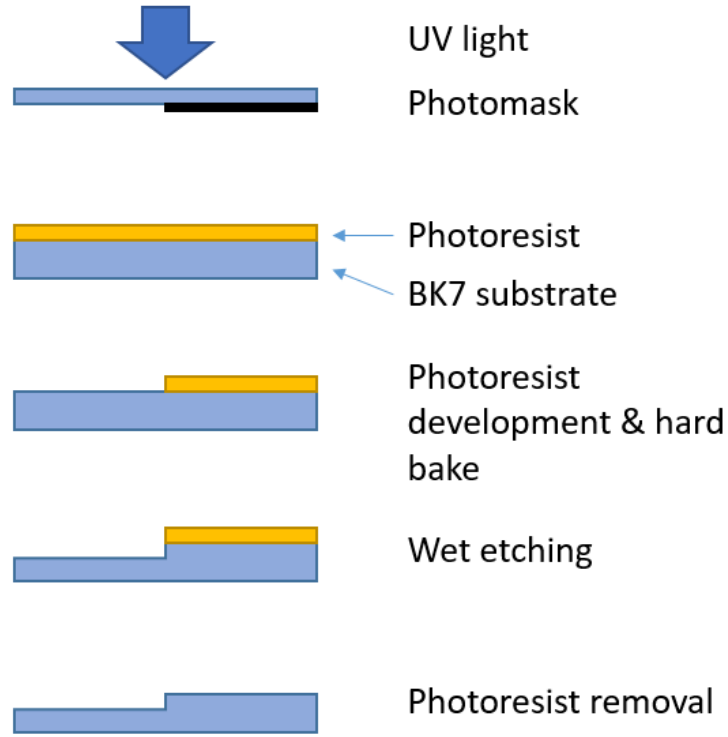 UV light
Photomask
Photoresist
BK7 substrate
Photoresist
development & hard
bake
Wet etching
Photoresist removal